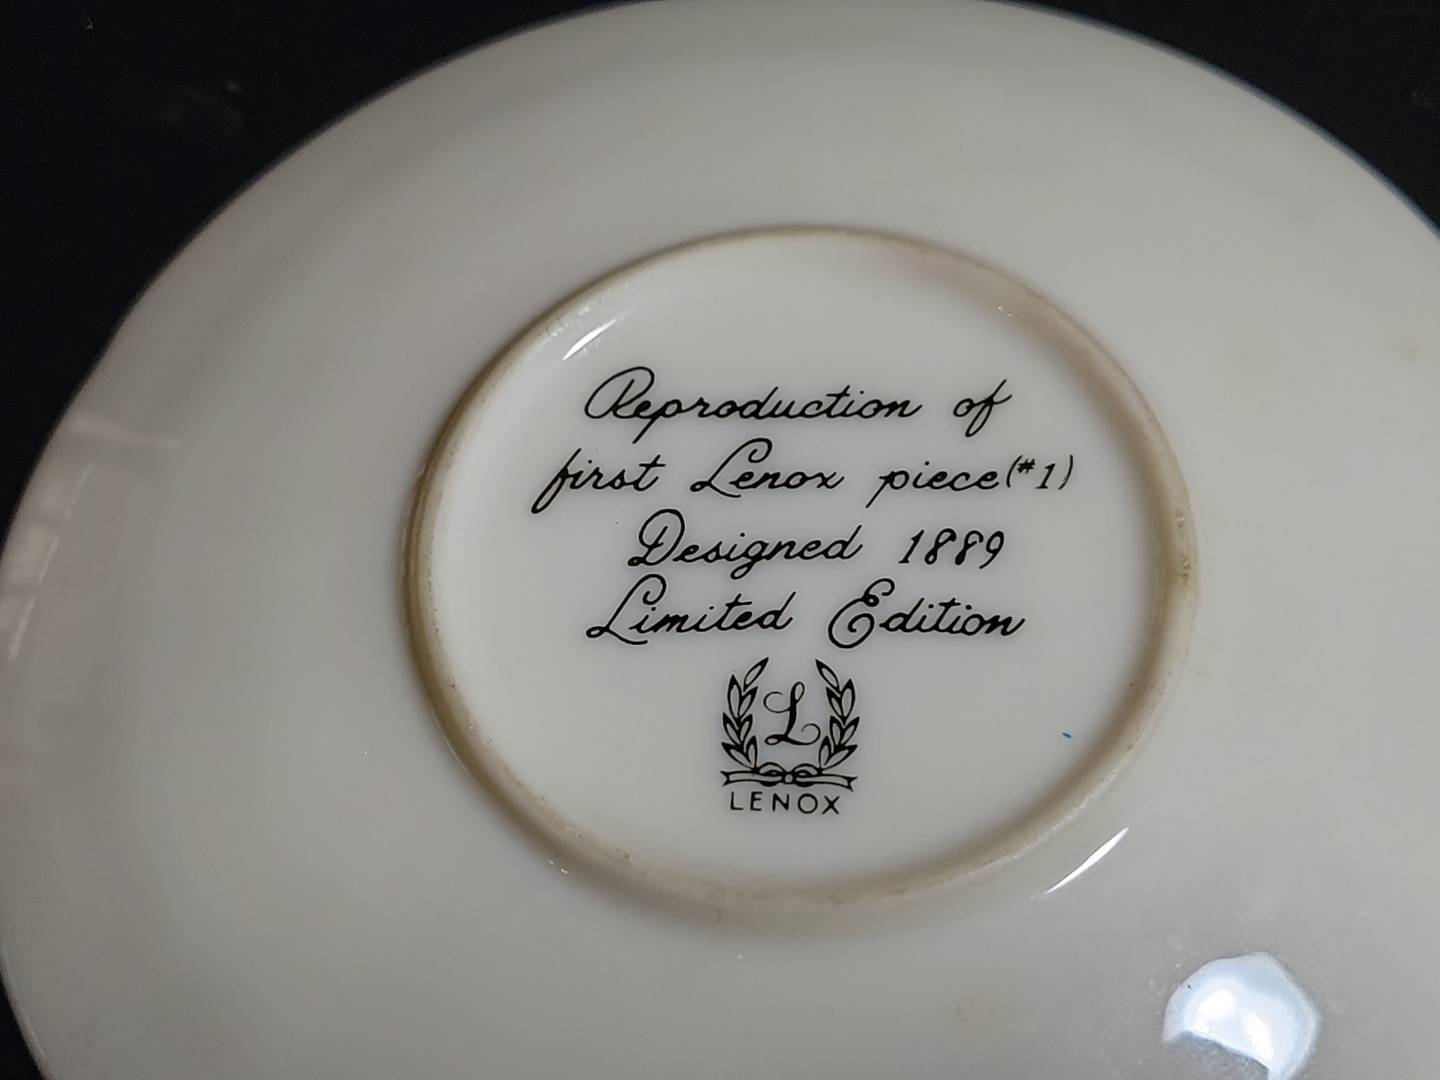 Reproduction of
first Lenox piece (#1)
Designed 1889
Limited Edition
L
LENOX